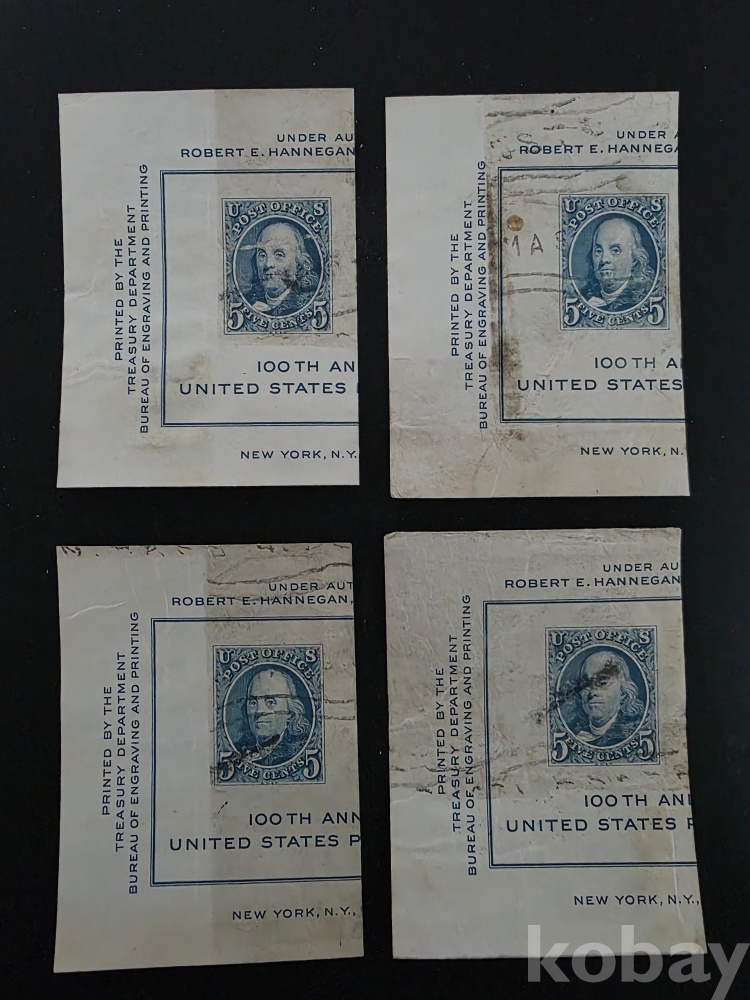 UNDER AU
ROBERT E. HANNEGAN
PRINTED BY THE
TREASURY DEPARTMENT
BUREAU OF ENGRAVING AND PRINTING
U S
POST OFFICE
5 FIVE CENTS 5
100TH AN
UNITED STATES
NEW YORK, N.Y.
UNDER A
ROBERT E. HANNEGAN,
PRINTED BY THE
TREASURY DEPARTMENT
BUREAU OF ENGRAVING AND PRINTING
1A
U S
POST OFFICE
5 FIVE CENTS 5
100TH A
UNITED STATES
NEW YORK, N.Y.
UNDER AUT
ROBERT E. HANNEGAN,
PRINTED BY THE
TREASURY DEPARTMENT
BUREAU OF ENGRAVING AND PRINTING
U S
POST OFFICE
5 FIVE CENTS 5
100TH ANN
UNITED STATES P
NEW YORK, N.Y.,
UNDER AU
ROBERT E. HANNEGAN
PRINTED BY THE
TREASURY DEPARTMENT
BUREAU OF ENGRAVING AND PRINTING
U S
POST OFFICE
5 FIVE CENTS 5
100TH AN
UNITED STATES P
NEW YORK, N.Y.,
kobay